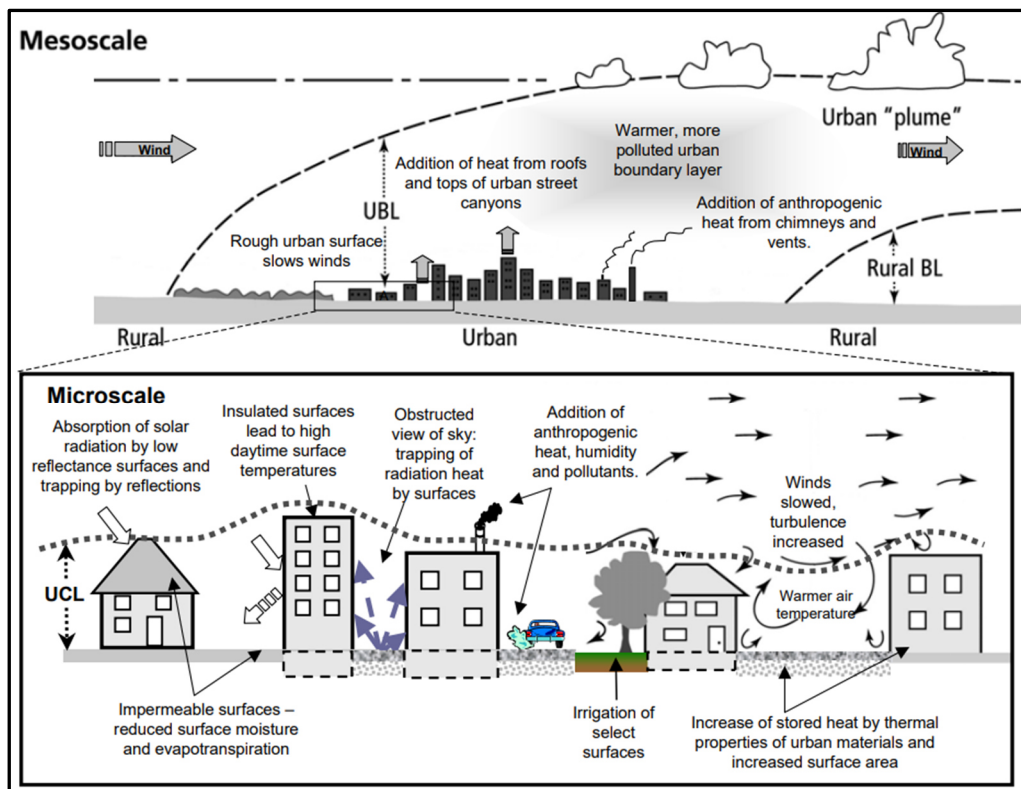 Mesoscale
Urban "plume"
Warmer, more
polluted urban
boundary layer
Wind
Wind
Addition of heat from roofs
and tops of urban street
canyons
UBL
Addition of anthropogenic
heat from chimneys and
vents.
Rough urban surface
slows winds
Rural BL
Rural
Urban
Rural
Microscale
Absorption of solar
radiation by low
reflectance surfaces and
trapping by reflections
Insulated surfaces
lead to high
daytime surface
temperatures
Obstructed
view of sky:
trapping of
radiation heat
by surfaces
Addition of
anthropogenic
heat, humidity
and pollutants.
Winds
slowed,
turbulence
increased
UCL
Warmer air
temperature
Impermeable surfaces –
reduced surface moisture
and evapotranspiration
Irrigation of
select
surfaces
Increase of stored heat by thermal
properties of urban materials and
increased surface area